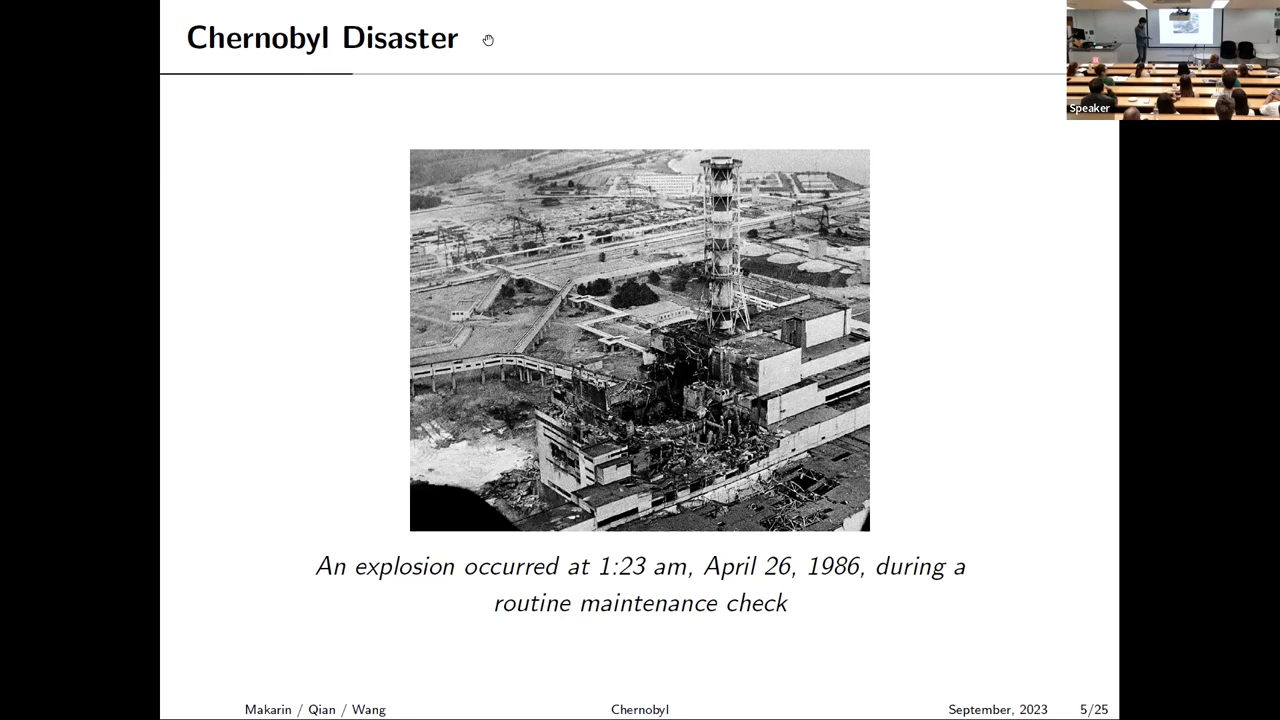 Chernobyl Disaster
Speaker
An explosion occurred at 1:23 am, April 26, 1986, during a
routine maintenance check
Makarin / Qian / Wang
Chernobyl
September, 2023
5/25